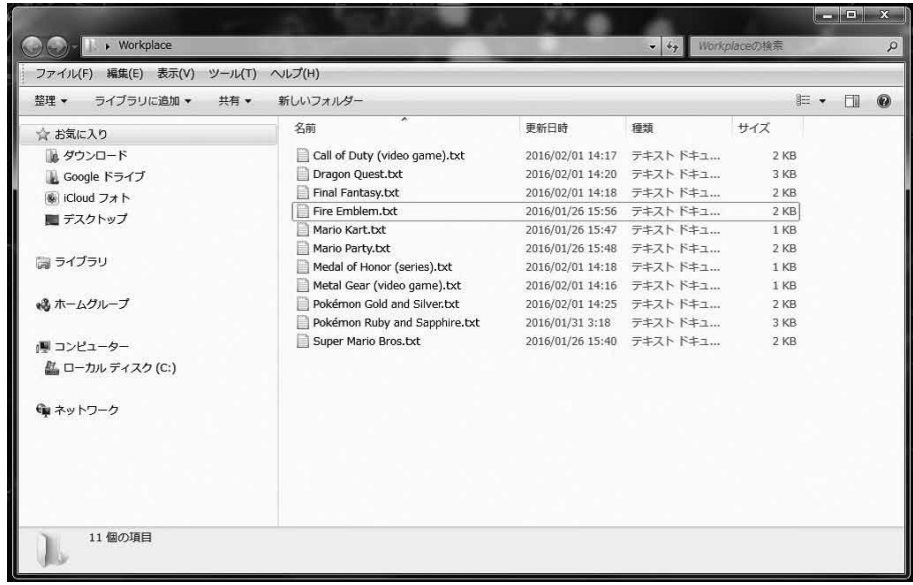 Workplace
Workplaceの検索
ファイル(F) 編集(E) 表示(V) ツール(T) ヘルプ(H)
整理 ライブラリに追加 共有 新しいフォルダー
お気に入り
ダウンロード
Google ドライブ
iCloud フォト
デスクトップ
ライブラリ
ホームグループ
コンピューター
ローカル ディスク (C:)
ネットワーク
名前 更新日時 種類 サイズ
Call of Duty (video game).txt 2016/02/01 14:17 テキスト ドキュ... 2 KB
Dragon Quest.txt 2016/02/01 14:20 テキスト ドキュ... 3 KB
Final Fantasy.txt 2016/02/01 14:18 テキスト ドキュ... 2 KB
Fire Emblem.txt 2016/01/26 15:56 テキスト ドキュ... 2 KB
Mario Kart.txt 2016/01/26 15:47 テキスト ドキュ... 1 KB
Mario Party.txt 2016/01/26 15:48 テキスト ドキュ... 2 KB
Medal of Honor (series).txt 2016/02/01 14:18 テキスト ドキュ... 1 KB
Metal Gear (video game).txt 2016/02/01 14:16 テキスト ドキュ... 1 KB
Pokémon Gold and Silver.txt 2016/02/01 14:25 テキスト ドキュ... 2 KB
Pokémon Ruby and Sapphire.txt 2016/01/31 3:18 テキスト ドキュ... 3 KB
Super Mario Bros.txt 2016/01/26 15:40 テキスト ドキュ... 2 KB
11 個の項目